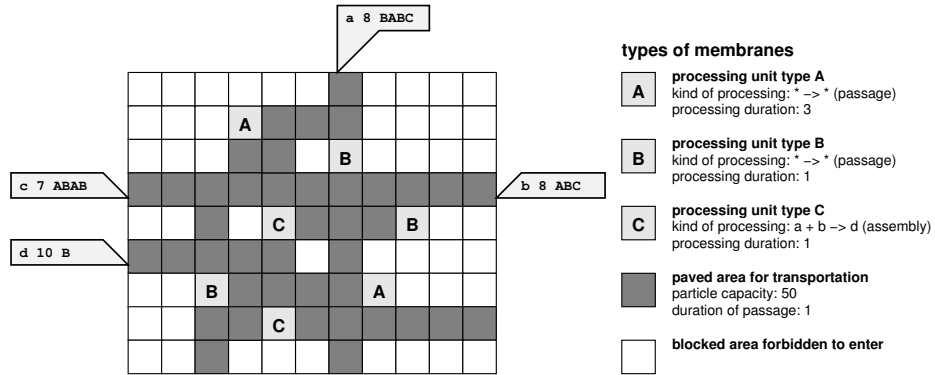 a 8 BABC
types of membranes
A
processing unit type A
kind of processing: * −> * (passage)
processing duration: 3
A
B
B
processing unit type B
kind of processing: * −> * (passage)
processing duration: 1
c 7 ABAB
b 8 ABC
C
B
C
processing unit type C
kind of processing: a + b −> d (assembly)
processing duration: 1
d 10 B
B
A
paved area for transportation
particle capacity: 50
duration of passage: 1
C
blocked area forbidden to enter